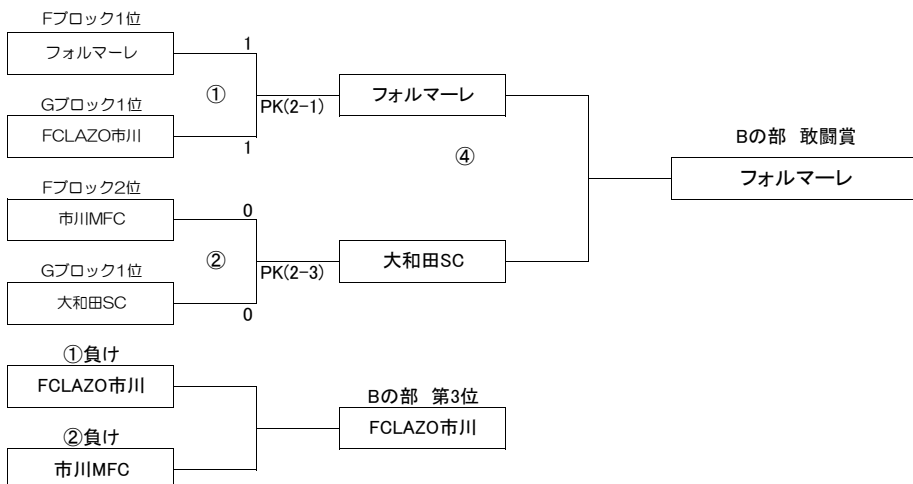 Fブロック1位
フォルマーレ
1
①
PK(2-1)
フォルマーレ
Gブロック1位
FCLAZO市川
1
④
Bの部 敢闘賞
フォルマーレ
Fブロック2位
市川MFC
0
②
PK(2-3)
大和田SC
Gブロック1位
大和田SC
0
①負け
FCLAZO市川
Bの部 第3位
FCLAZO市川
②負け
市川MFC